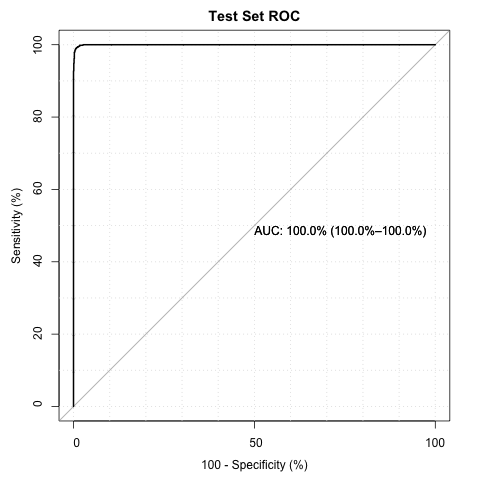 Test Set ROC
100
80
60
40
20
0
Sensitivity (%)
AUC: 100.0% (100.0%–100.0%)
0 50 100
100 - Specificity (%)